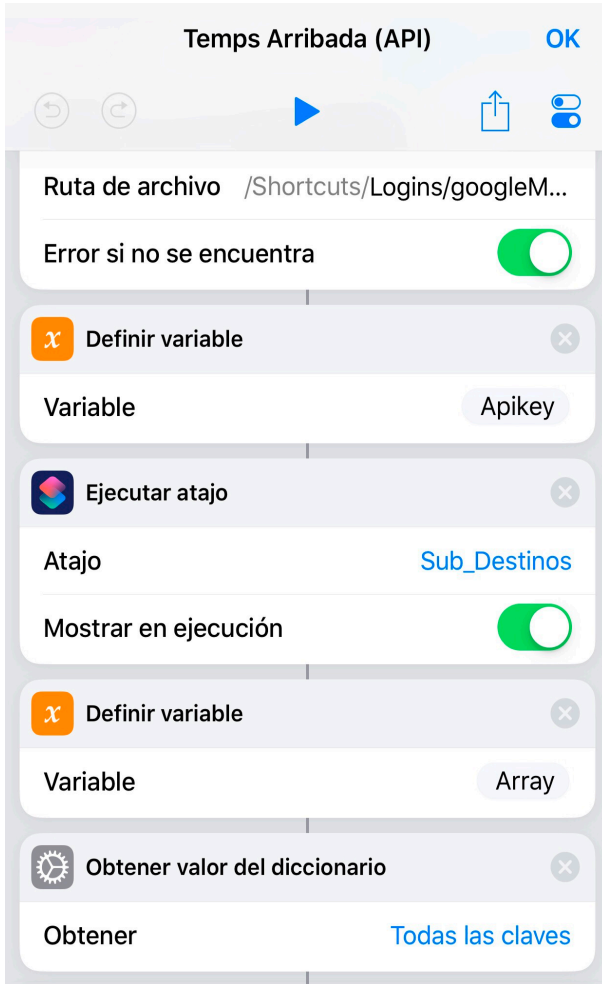 Temps Arribada (API) OK
Ruta de archivo /Shortcuts/Logins/googleM...
Error si no se encuentra
x Definir variable
Variable Apikey
Ejecutar atajo
Atajo Sub_Destinos
Mostrar en ejecución
x Definir variable
Variable Array
Obtener valor del diccionario
Obtener Todas las claves